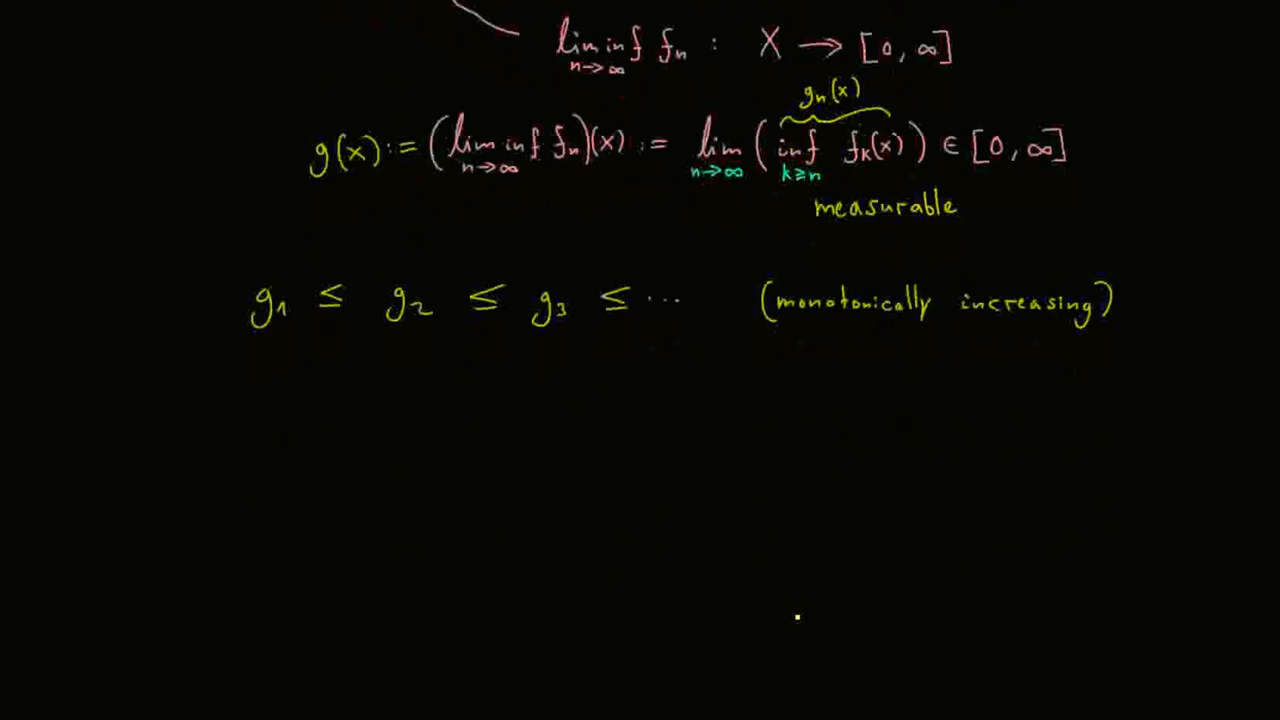 lim inf fₙ : X → [0, ∞]
n→∞
gₙ(x)
g(x) := (lim inf fₙ)(x) := lim (inf fₖ(x)) ∈ [0, ∞]
n→∞ n→∞ k≥n
measurable
g₁ ≤ g₂ ≤ g₃ ≤ ··· (monotonically increasing)